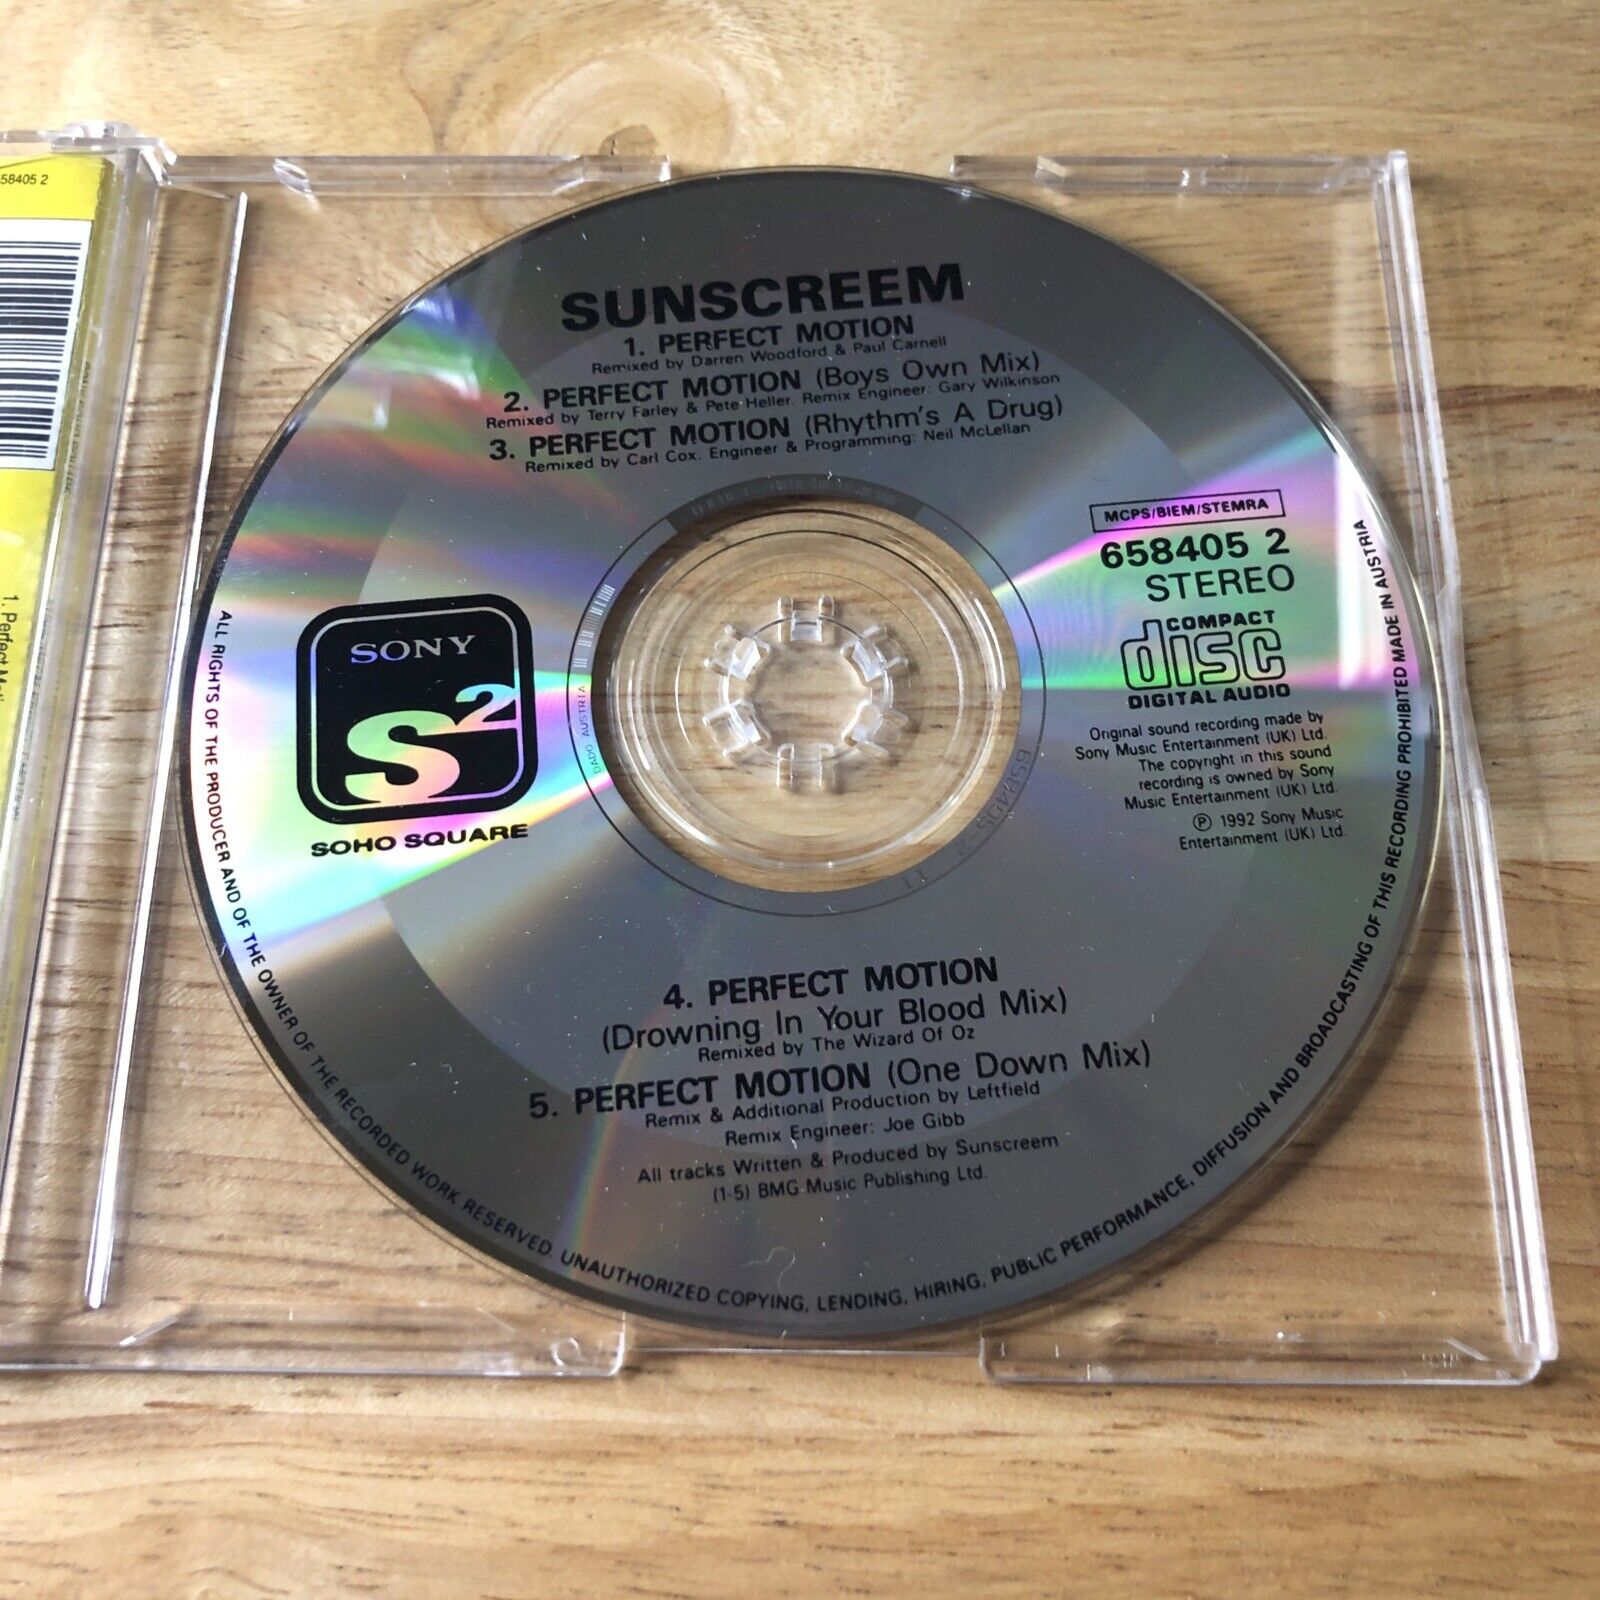 58405 2
1. Perfect
SUNSCREEM
1. PERFECT MOTION
Remixed by Darren Woodford & Paul Carnell
2. PERFECT MOTION (Boys Own Mix)
Remixed by Terry Farley & Pete Heller. Remix Engineer: Gary Wilkinson
3. PERFECT MOTION (Rhythm's A Drug)
Remixed by Carl Cox. Engineer & Programming: Neil McLellan
MCPS/BIEM/STEMRA
658405 2
STEREO
COMPACT
disc
DIGITAL AUDIO
Original sound recording made by
Sony Music Entertainment (UK) Ltd.
The copyright in this sound
recording is owned by Sony
Music Entertainment (UK) Ltd.
℗ 1992 Sony Music
Entertainment (UK) Ltd.
SONY
S2
SOHO SQUARE
DADC AUSTRIA
658405 2 11
4. PERFECT MOTION
(Drowning In Your Blood Mix)
Remixed by The Wizard Of Oz
5. PERFECT MOTION (One Down Mix)
Remix & Additional Production by Leftfield
Remix Engineer: Joe Gibb
All tracks Written & Produced by Sunscreem
(1-5) BMG Music Publishing Ltd.
ALL RIGHTS OF THE PRODUCER AND OF THE OWNER OF THE RECORDED WORK RESERVED. UNAUTHORIZED COPYING, LENDING, HIRING, PUBLIC PERFORMANCE, DIFFUSION AND BROADCASTING OF THIS RECORDING PROHIBITED MADE IN AUSTRIA